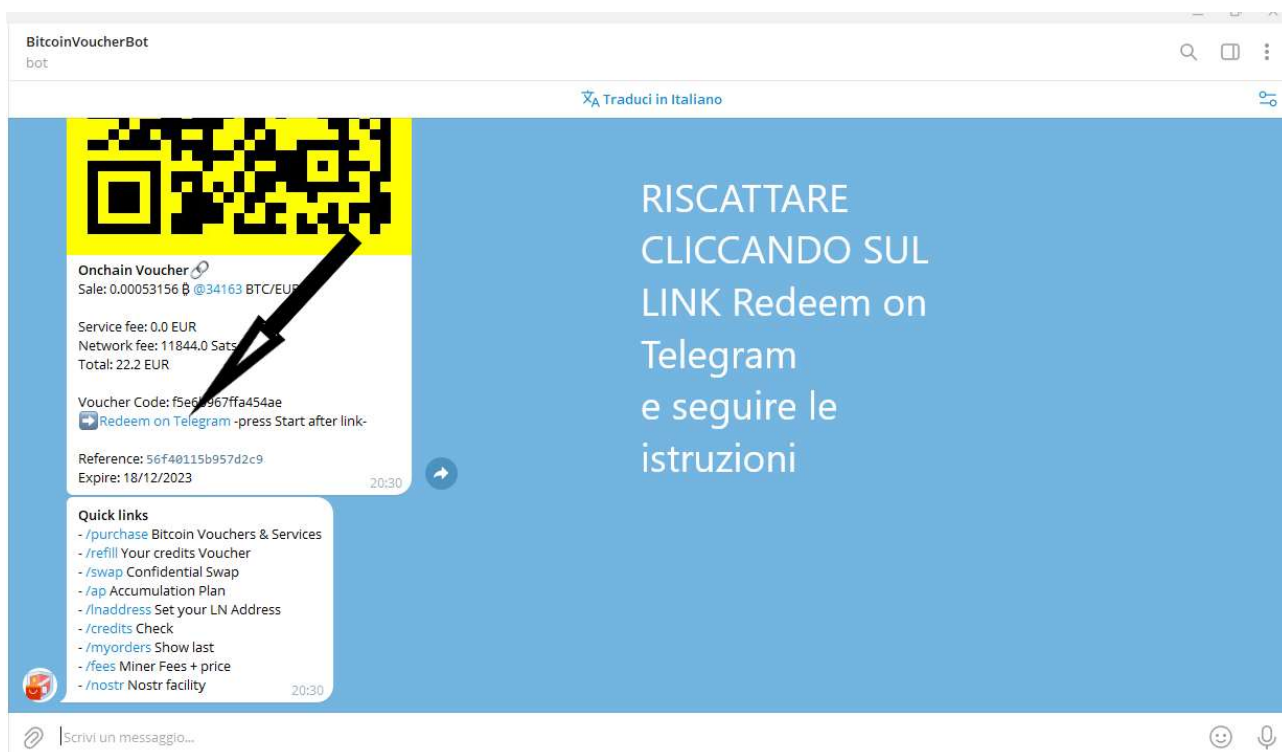 BitcoinVoucherBot
bot
Traduci in Italiano
Onchain Voucher
Sale: 0.00053156 ₿ @34163 BTC/EUR
Service fee: 0.0 EUR
Network fee: 11844.0 Sats
Total: 22.2 EUR
Voucher Code:
Redeem on Telegram -press Start after link-
Reference: 56f40115b957d2c9
Expire: 18/12/2023
20:30
Quick links
- /purchase Bitcoin Vouchers & Services
- /refill Your credits Voucher
- /swap Confidential Swap
- /ap Accumulation Plan
- /lnaddress Set your LN Address
- /credits Check
- /myorders Show last
- /fees Miner Fees + price
- /nostr Nostr facility
20:30
RISCATTARE
CLICCANDO SUL
LINK Redeem on
Telegram
e seguire le
istruzioni
Scrivi un messaggio...